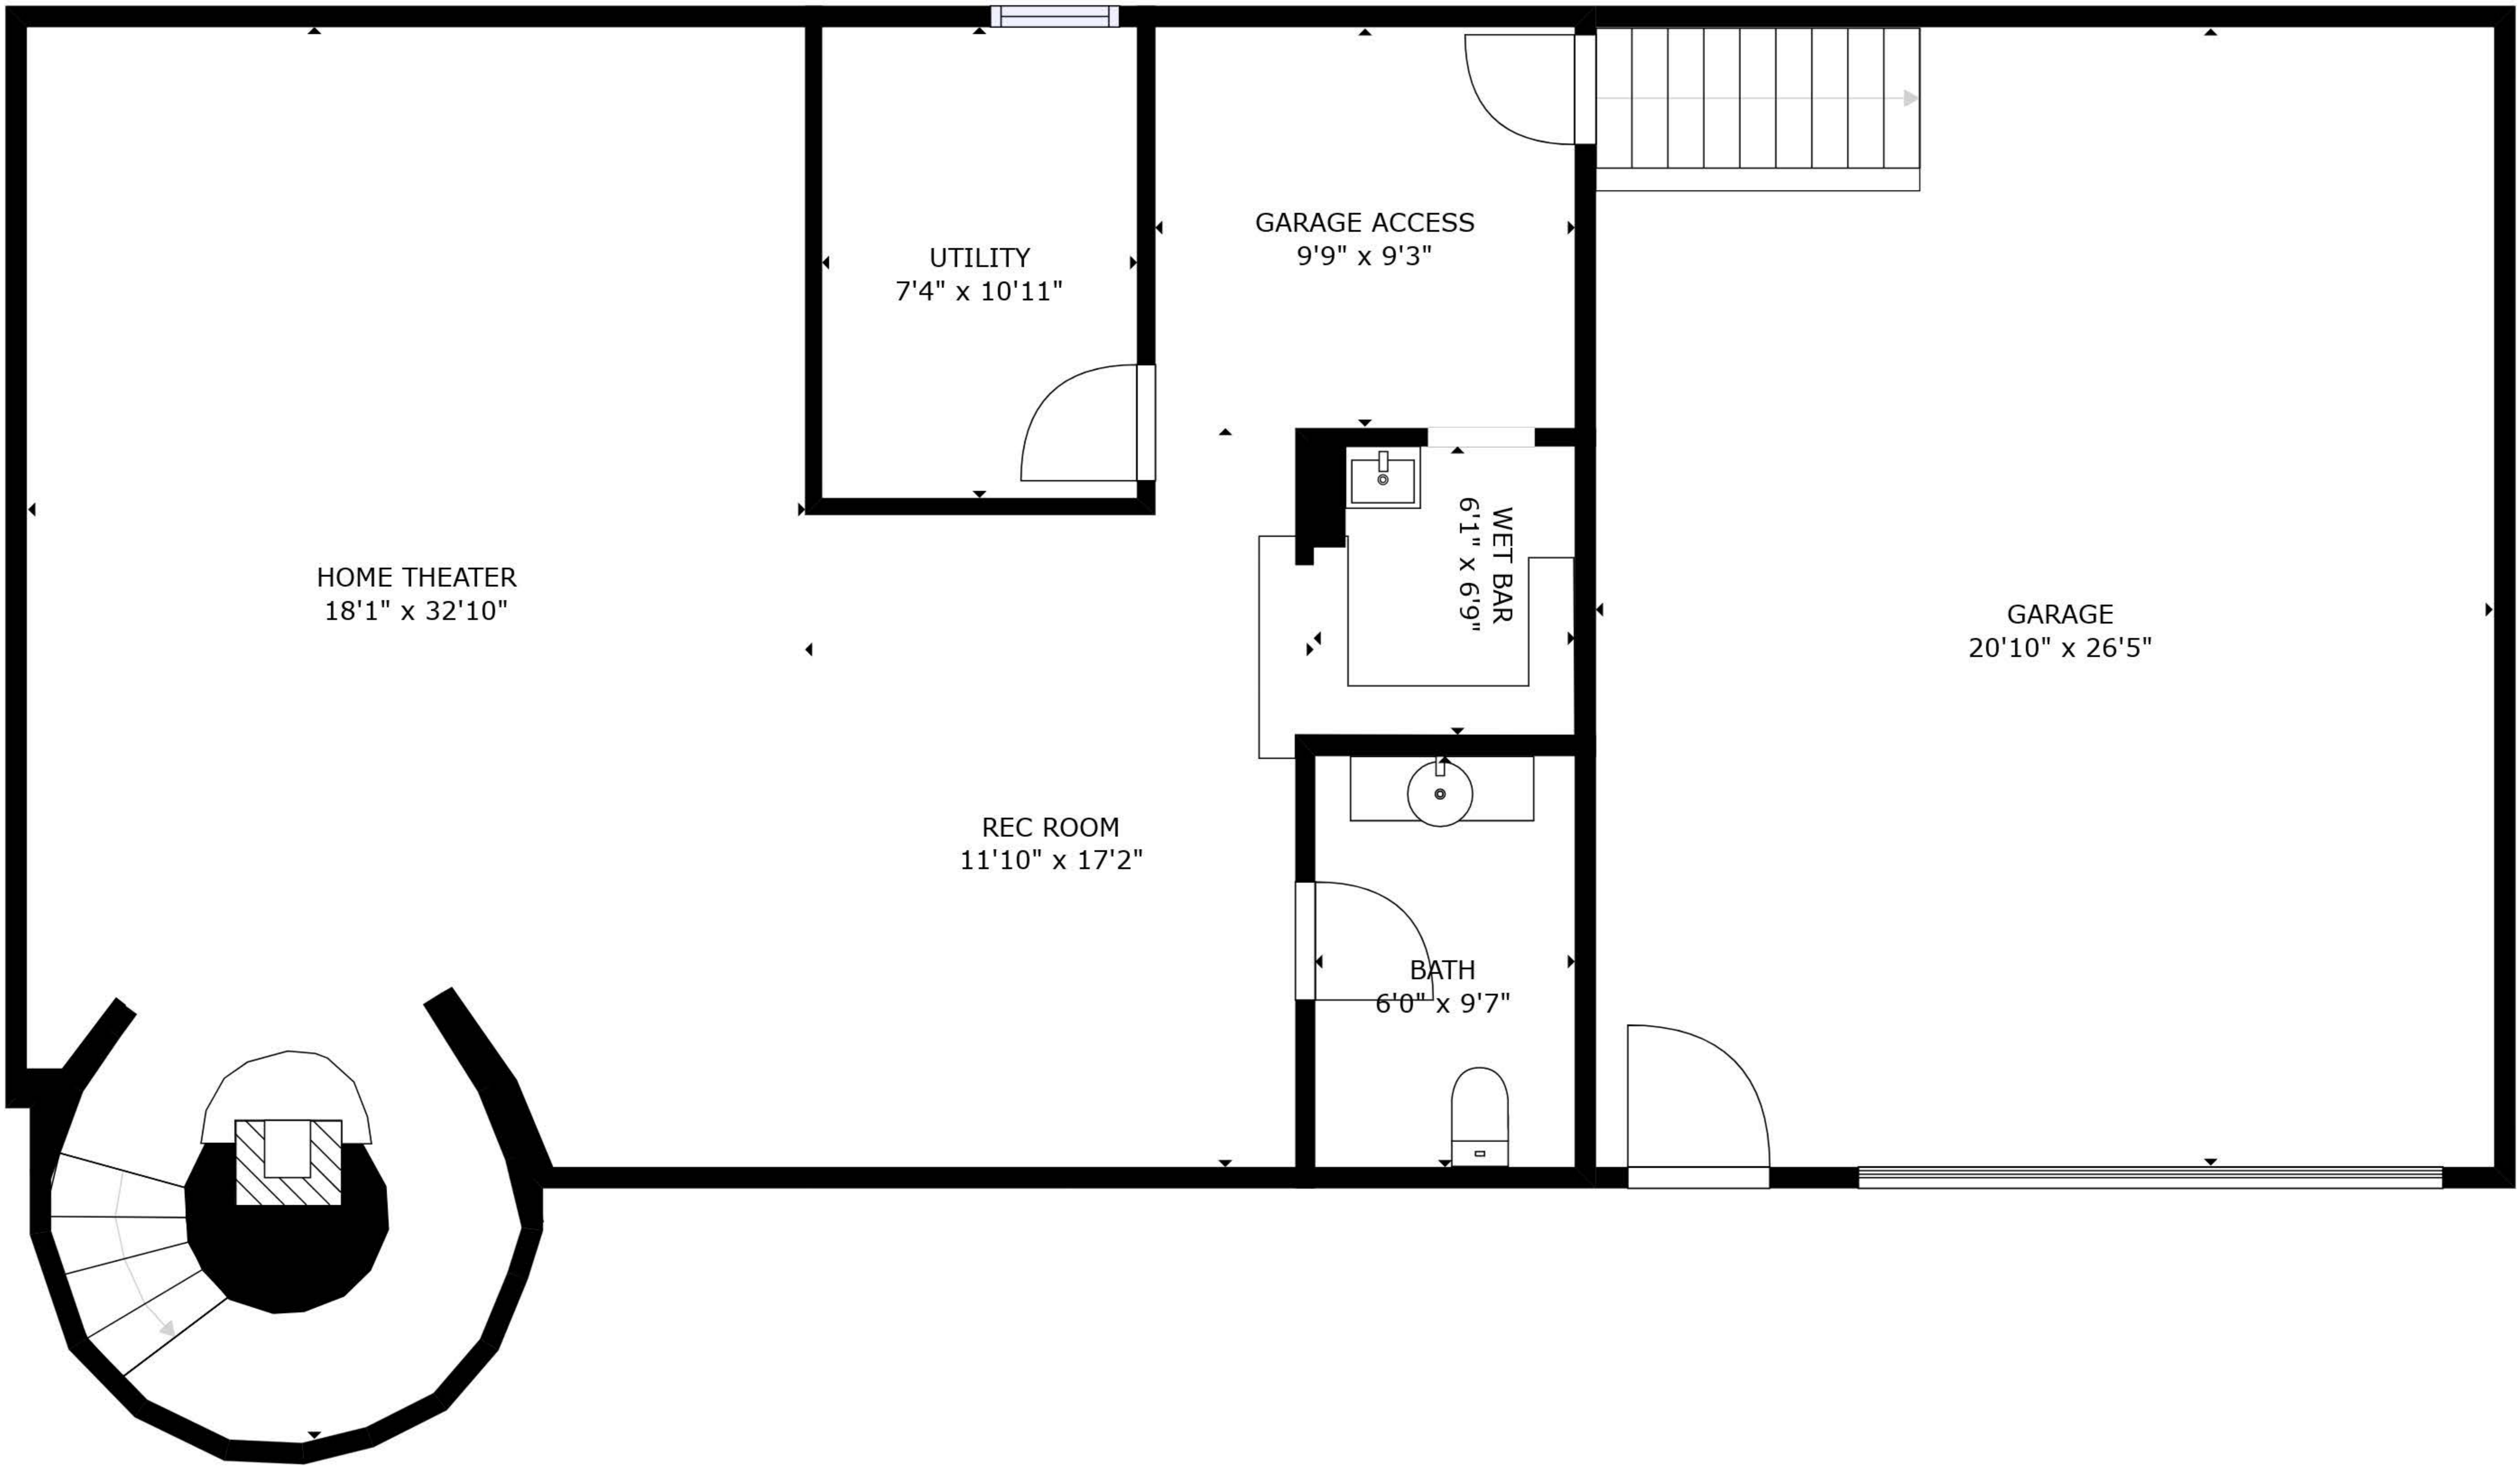 GARAGE ACCESS
9'9" x 9'3"
UTILITY
7'4" x 10'11"
HOME THEATER
18'1" x 32'10"
WET BAR
6'1" x 6'9"
GARAGE
20'10" x 26'5"
REC ROOM
11'10" x 17'2"
BATH
6'0" x 9'7"